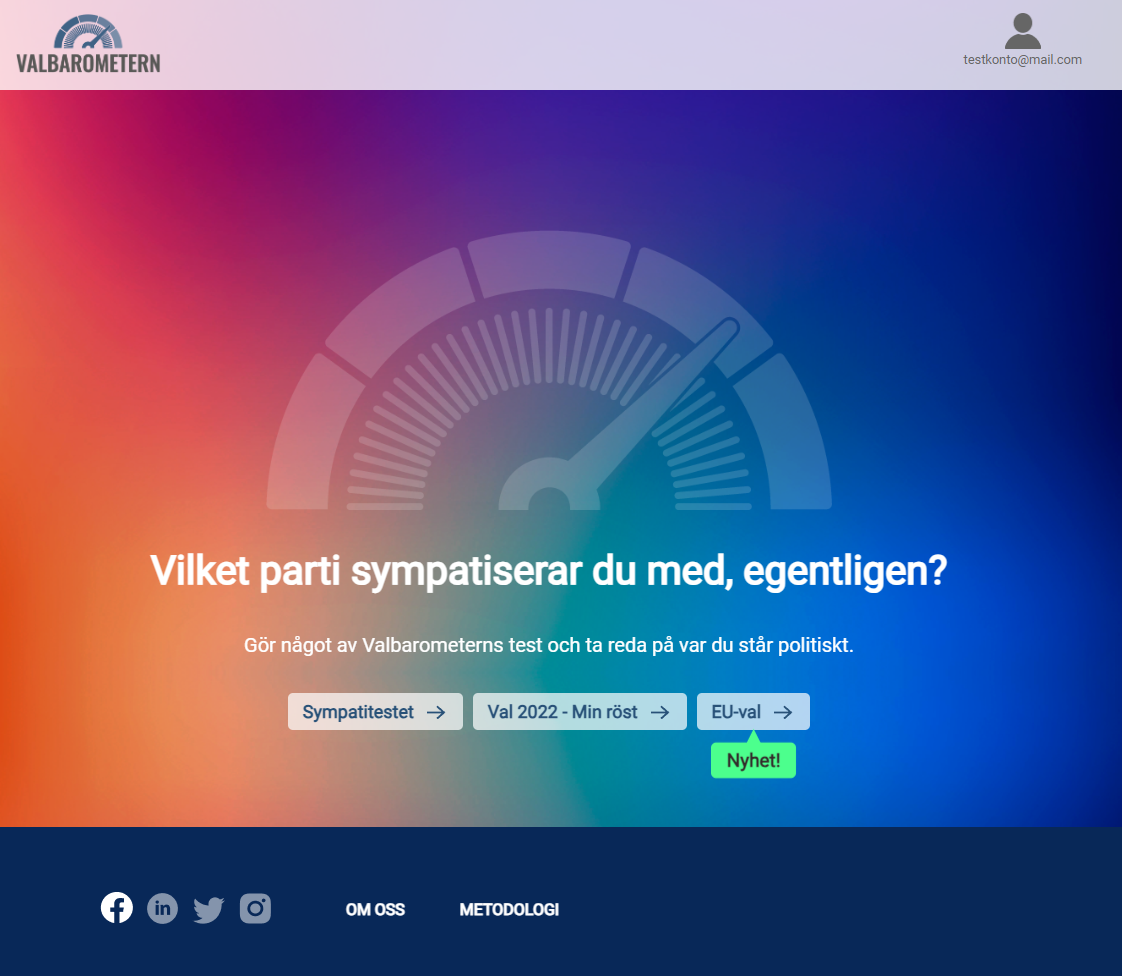 VALBAROMETERN
testkonto@mail.com
Vilket parti sympatiserar du med, egentligen?
Gör något av Valbarometerns test och ta reda på var du står politiskt.
Sympatitestet
Val 2022 - Min röst
EU-val
Nyhet!
OM OSS
METODOLOGI